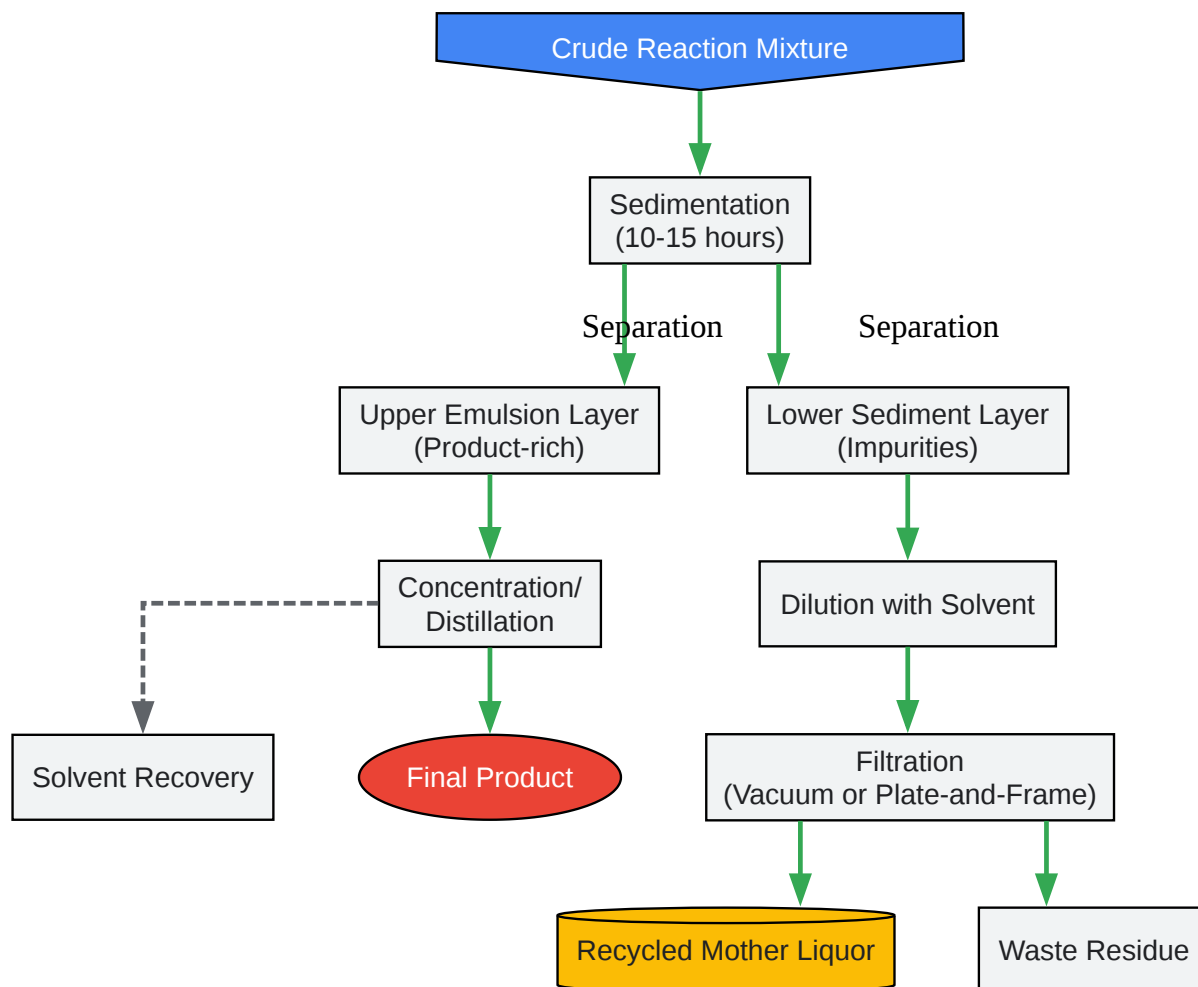 Crude Reaction Mixture
Sedimentation
(10-15 hours)
Separation
Separation
Upper Emulsion Layer
(Product-rich)
Lower Sediment Layer
(Impurities)
Concentration/
Distillation
Dilution with Solvent
Solvent Recovery
Final Product
Filtration
(Vacuum or Plate-and-Frame)
Recycled Mother Liquor
Waste Residue